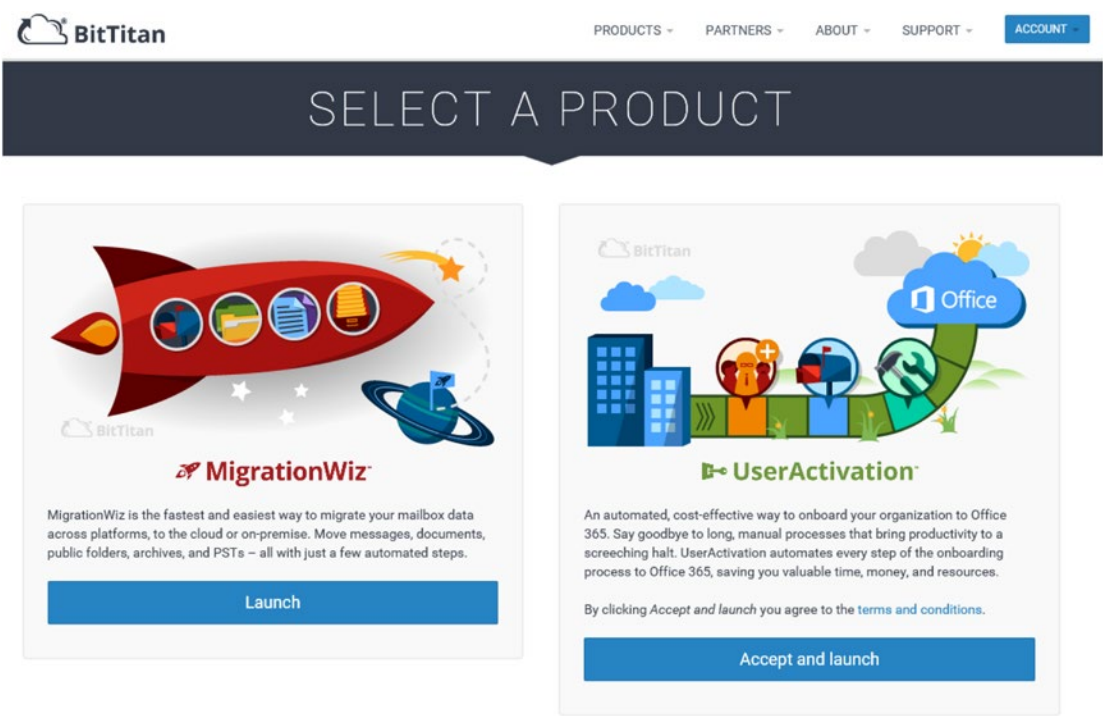 BitTitan
PRODUCTS PARTNERS ABOUT SUPPORT ACCOUNT
SELECT A PRODUCT
BitTitan
MigrationWiz™
MigrationWiz is the fastest and easiest way to migrate your mailbox data
across platforms, to the cloud or on-premise. Move messages, documents,
public folders, archives, and PSTs – all with just a few automated steps.
Launch
BitTitan
Office
UserActivation™
An automated, cost-effective way to onboard your organization to Office
365. Say goodbye to long, manual processes that bring productivity to a
screeching halt. UserActivation automates every step of the onboarding
process to Office 365, saving you valuable time, money, and resources.
By clicking Accept and launch you agree to the terms and conditions.
Accept and launch